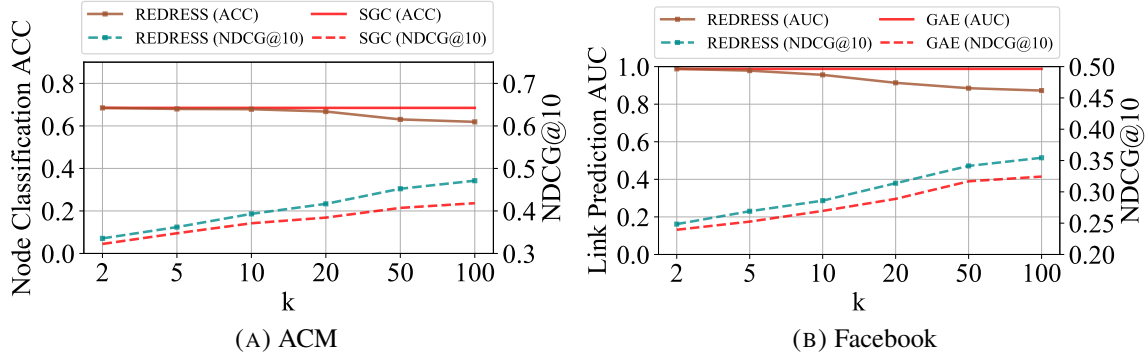 REDRESS (ACC)
SGC (ACC)
REDRESS (NDCG@10)
SGC (NDCG@10)
Node Classification ACC
0.8
0.6
0.4
0.2
0.0
0.7
0.6
0.5
0.4
0.3
NDCG@10
2 5 10 20 50 100
k
(A) ACM
REDRESS (AUC)
GAE (AUC)
REDRESS (NDCG@10)
GAE (NDCG@10)
Link Prediction AUC
1.0
0.8
0.6
0.4
0.2
0.0
0.50
0.45
0.40
0.35
0.30
0.25
0.20
NDCG@10
2 5 10 20 50 100
k
(B) Facebook